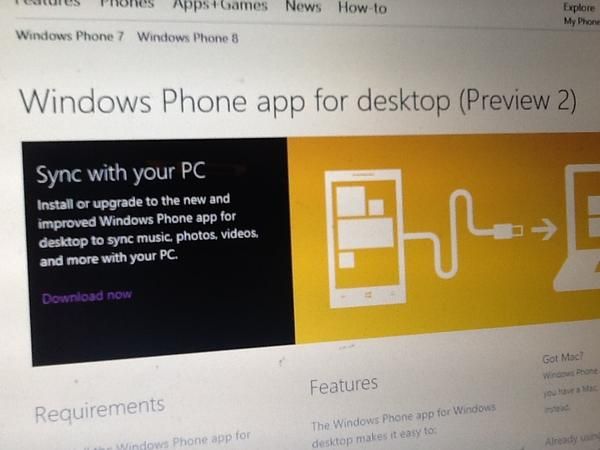 Features Phones Apps+Games News How-to
Explore
My Phone
Windows Phone 7 Windows Phone 8
Windows Phone app for desktop (Preview 2)
Sync with your PC
Install or upgrade to the new and
improved Windows Phone app for
desktop to sync music, photos, videos,
and more with your PC.
Download now
Requirements
the Windows Phone app for
Features
The Windows Phone app for Windows
desktop makes it easy to:
Got Mac?
Windows Phone
you have a Mac,
instead.
Already using